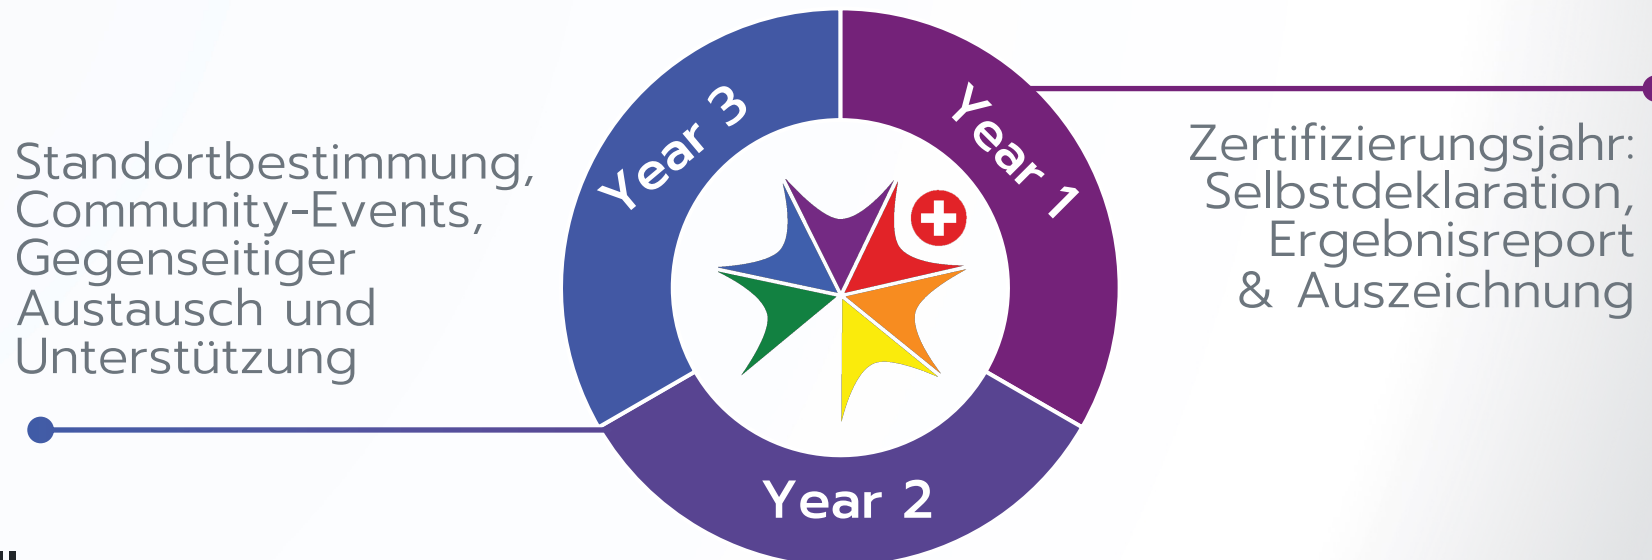 Standortbestimmung,
Community-Events,
Gegenseitiger
Austausch und
Unterstützung
Year 3
Year 1
Year 2
Zertifizierungsjahr:
Selbstdeklaration,
Ergebnisreport
& Auszeichnung